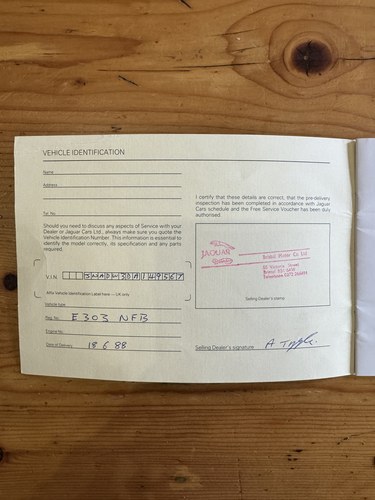 VEHICLE IDENTIFICATION
Name
Address
Tel. No.
Should you need to discuss any aspects of Service with your
Dealer or Jaguar Cars Ltd., always make sure you quote the
Vehicle Identification Number. This information is essential to
identify the model correctly, its specification and any parts
required.
V.I.N.
Affix Vehicle Identification Label here — UK only
Vehicle type
Reg. No. E303 NFB
Engine No.
Date of Delivery 18 6 88
I certify that these details are correct, that the pre-delivery
inspection has been completed in accordance with Jaguar
Cars schedule and the Free Service Voucher has been duly
authorised.
JAGUAR
Bristol Motor Co Ltd
Selling Dealer's stamp
Selling Dealer's signature